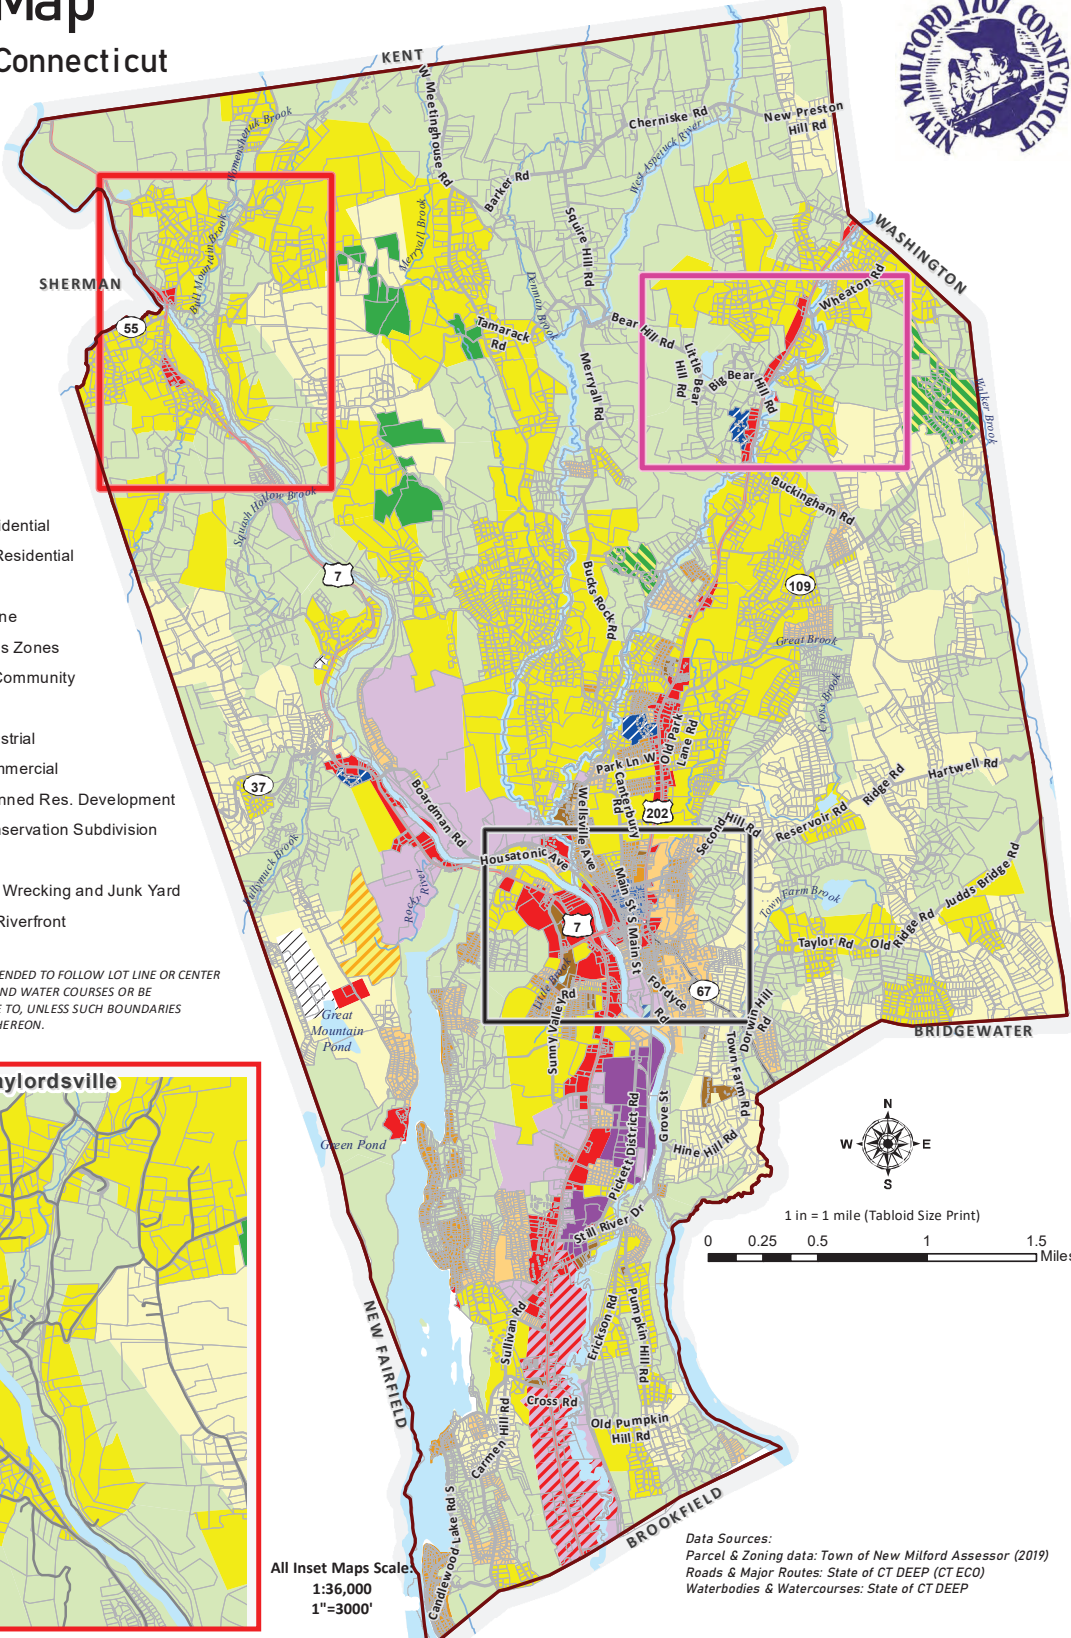 Map
Connecticut
NEW MILFORD 1707 CONNECTICUT
KENT
W Meetinghouse Rd
Womenshenuk Brook
Cherniske Rd
New Preston
Hill Rd
West Aspetuck River
Barker Rd
Squire Hill Rd
Merryall Brook
Bull Mountain Brook
WASHINGTON
SHERMAN
55
Denman Brook
Tamarack
Rd
Wheaton Rd
Bear Hill Rd
Little Bear
Hill Rd
Big Bear
Hill Rd
Merryall Rd
Walker Brook
Squash Hollow Brook
Buckingham Rd
7
Bucks Rock Rd
109
Great Brook
Cross Brook
idential
Residential
ne
s Zones
Community
strial
nmercial
nned Res. Development
servation Subdivision
Wrecking and Junk Yard
Riverfront
37
Boardman Rd
Park Ln W
Old Park
Lane Rd
Canterbury
Rd
202
Wellsville Ave
Second Hill Rd
Reservoir Rd
Ridge Rd
Hartwell Rd
Housatonic Ave
Rocky River
Main St
S Main St
7
Town Farm Brook
Judds Bridge Rd
Taylor Rd
Old Ridge Rd
Little Brook
Sunny Valley Rd
Fordyce
Rd
67
Dorwin Hill
Rd
Town Farm Rd
BRIDGEWATER
ENDED TO FOLLOW LOT LINE OR CENTER
ND WATER COURSES OR BE
E TO, UNLESS SUCH BOUNDARIES
HEREON.
Great
Mountain
Pond
Green Pond
aylordsville
Grove St
Pickett District Rd
Hine Hill Rd
Still River Dr
N
W
E
S
1 in = 1 mile (Tabloid Size Print)
0 0.25 0.5 1 1.5
Miles
NEW FAIRFIELD
Sullivan Rd
Erickson Rd
Pumpkin Hill Rd
Cross Rd
Carmen Hill Rd
Old Pumpkin
Hill Rd
Candlewood Lake Rd S
BROOKFIELD
All Inset Maps Scale:
1:36,000
1"=3000'
Data Sources:
Parcel & Zoning data: Town of New Milford Assessor (2019)
Roads & Major Routes: State of CT DEEP (CT ECO)
Waterbodies & Watercourses: State of CT DEEP